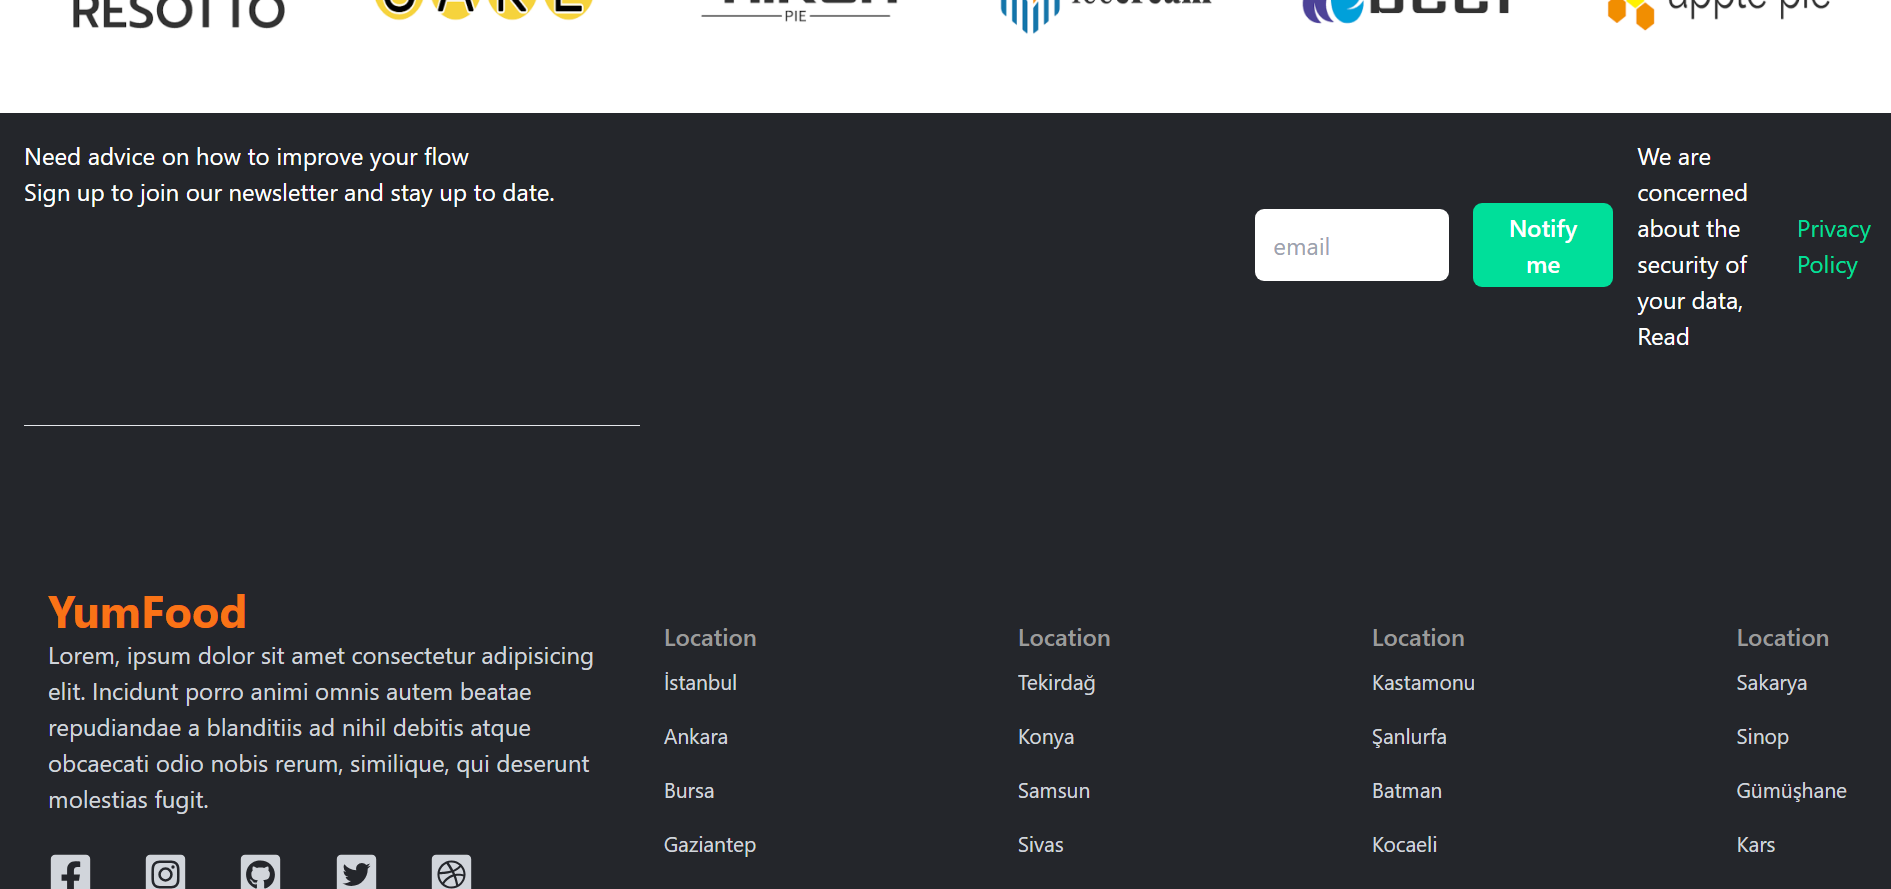 RESOTTO
CAKE
PIE
icecream
beer
apple pie
Need advice on how to improve your flow
Sign up to join our newsletter and stay up to date.
email
Notify
me
We are
concerned
about the
security of
your data,
Read
Privacy
Policy
YumFood
Lorem, ipsum dolor sit amet consectetur adipisicing
elit. Incidunt porro animi omnis autem beatae
repudiandae a blanditiis ad nihil debitis atque
obcaecati odio nobis rerum, similique, qui deserunt
molestias fugit.
Location
İstanbul
Ankara
Bursa
Gaziantep
Location
Tekirdağ
Konya
Samsun
Sivas
Location
Kastamonu
Şanlurfa
Batman
Kocaeli
Location
Sakarya
Sinop
Gümüşhane
Kars